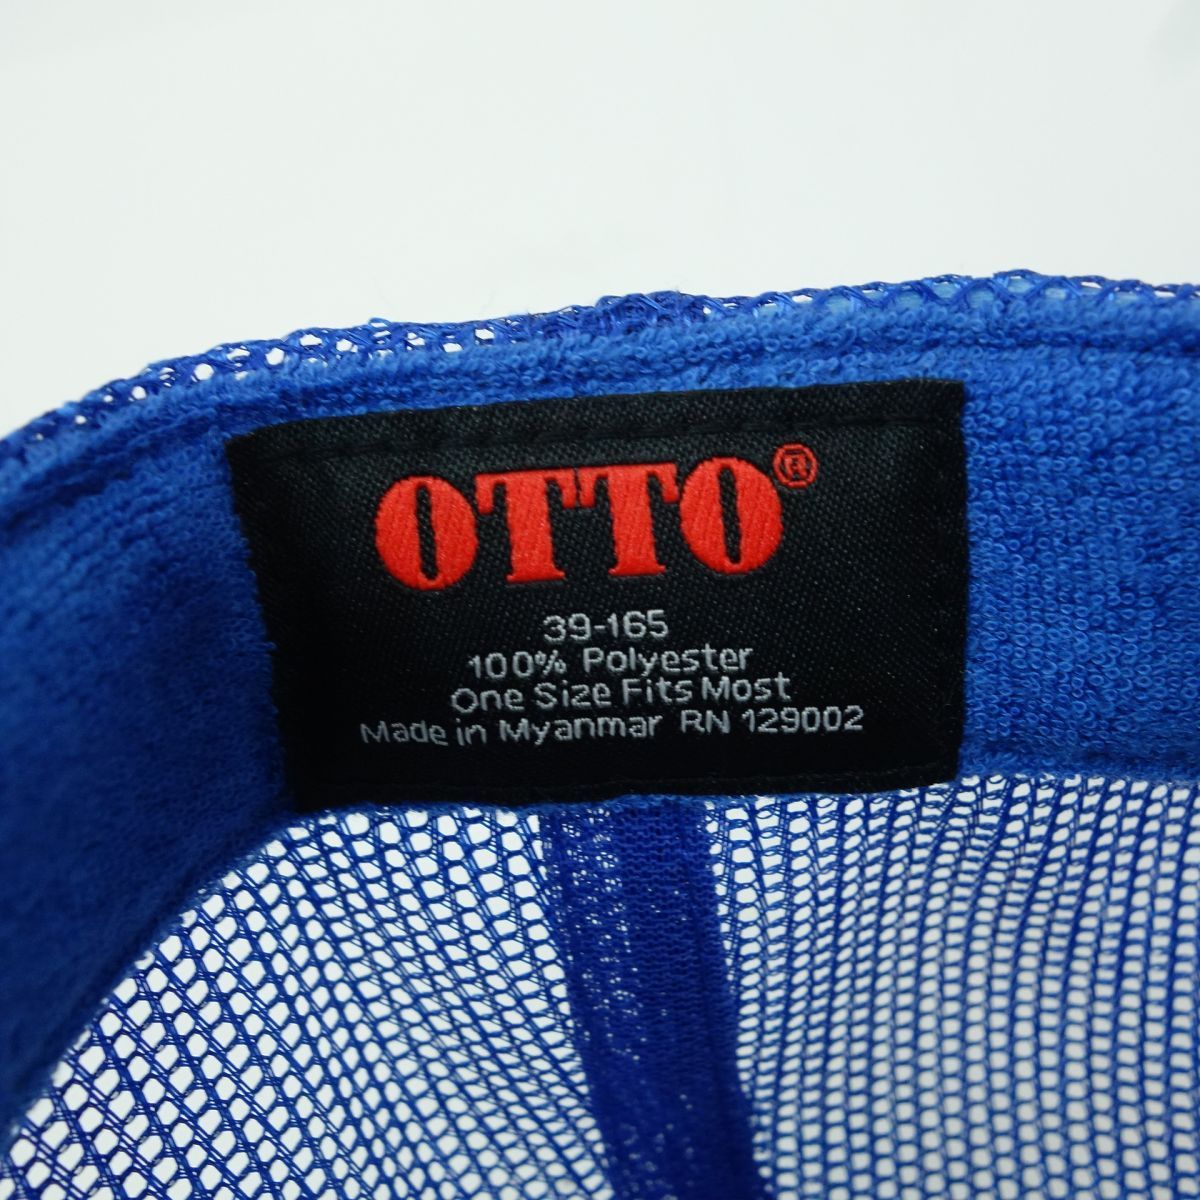 OTTO®
39-165
100% Polyester
One Size Fits Most
Made in Myanmar RN 129002